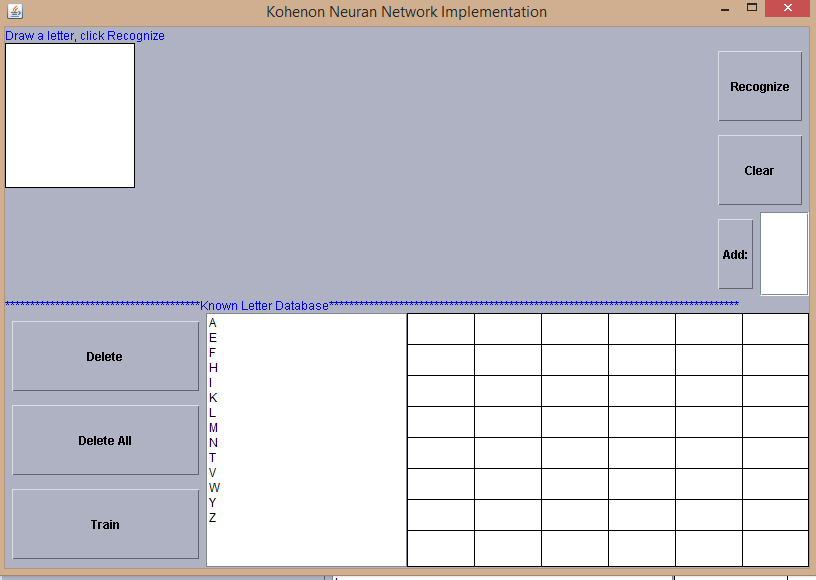 Kohenon Neuran Network Implementation
Draw a letter, click Recognize
Recognize
Clear
Add:
***************************************Known Letter Database**********************************************************************************
Delete
Delete All
Train
A
E
F
H
I
K
L
M
N
T
V
W
Y
Z